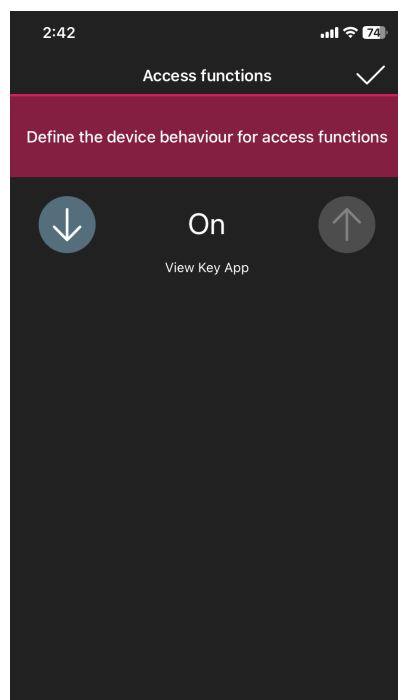 2:42
74
Access functions
Define the device behaviour for access functions
On
View Key App